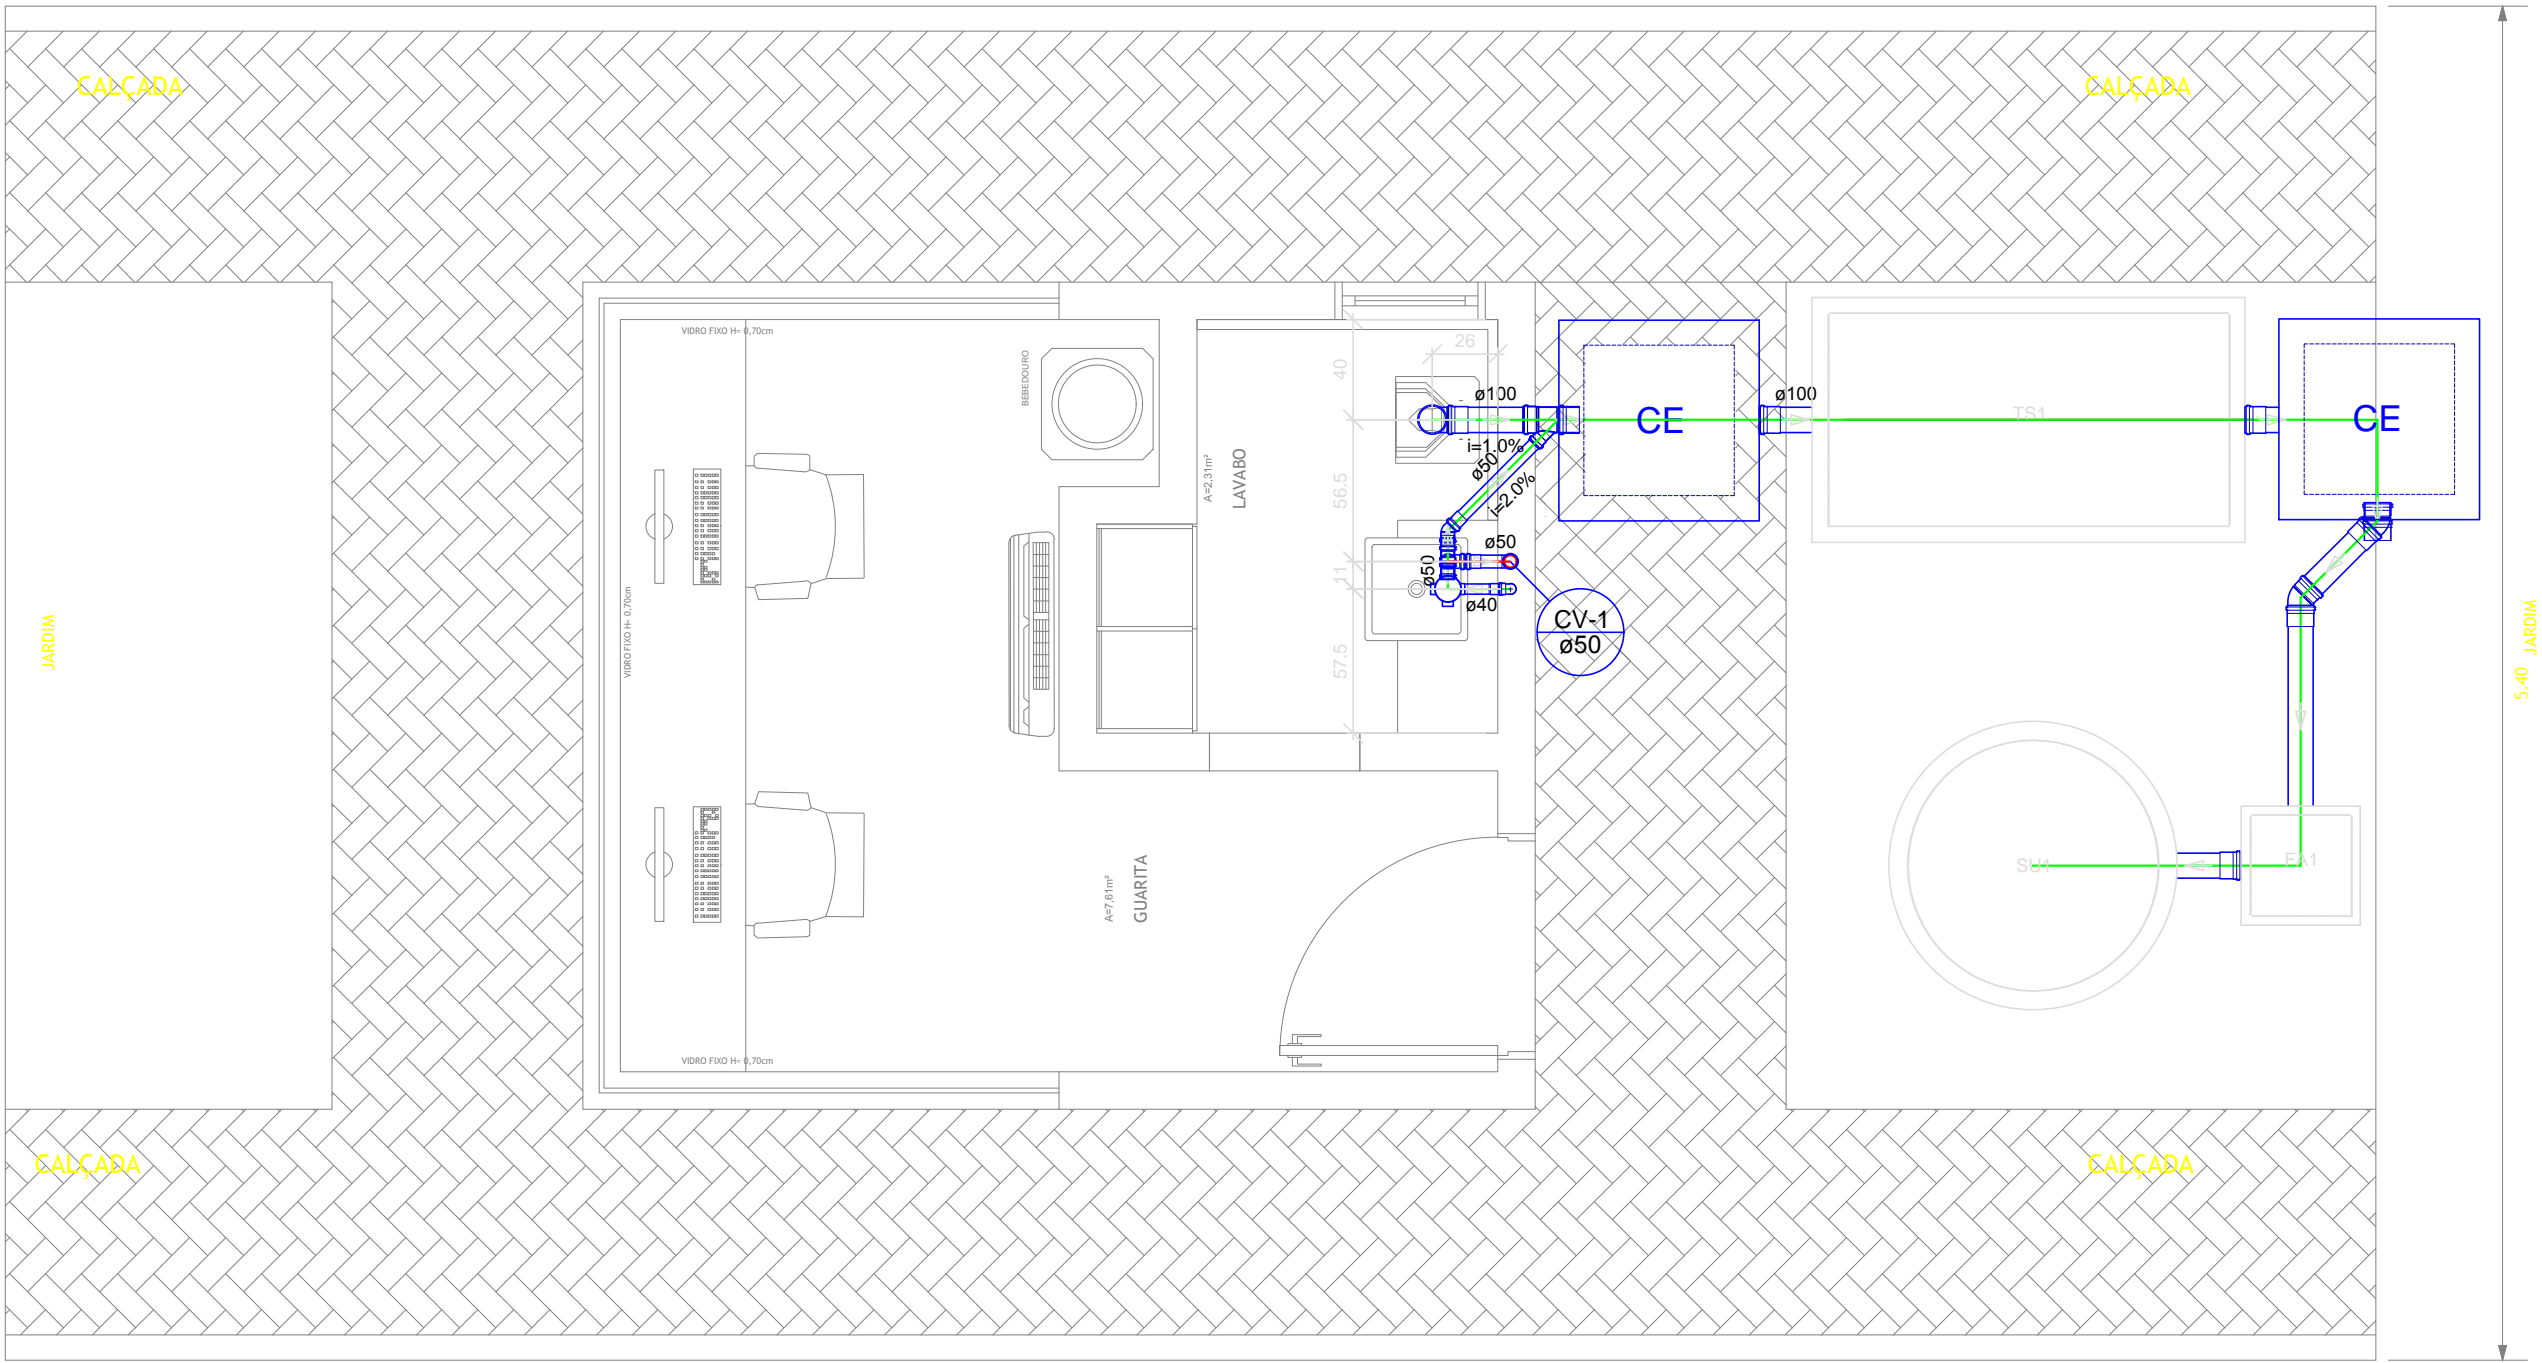 CALÇADA
CALÇADA
VIDRO FIXO H= 0,70cm
BEBEDOURO
26
40
ø100
ø100
CE
TS1
CE
i=1.0%
ø50
i=2.0%
A=2,31m²
LAVABO
56.5
ø50
ø50
11
ø40
CV-1
ø50
57.5
VIDRO FIXO H= 0,70cm
JARDIM
JARDIM
5.40
SU1
FA1
A=7,61m²
GUARITA
VIDRO FIXO H= 0,70cm
CALÇADA
CALÇADA